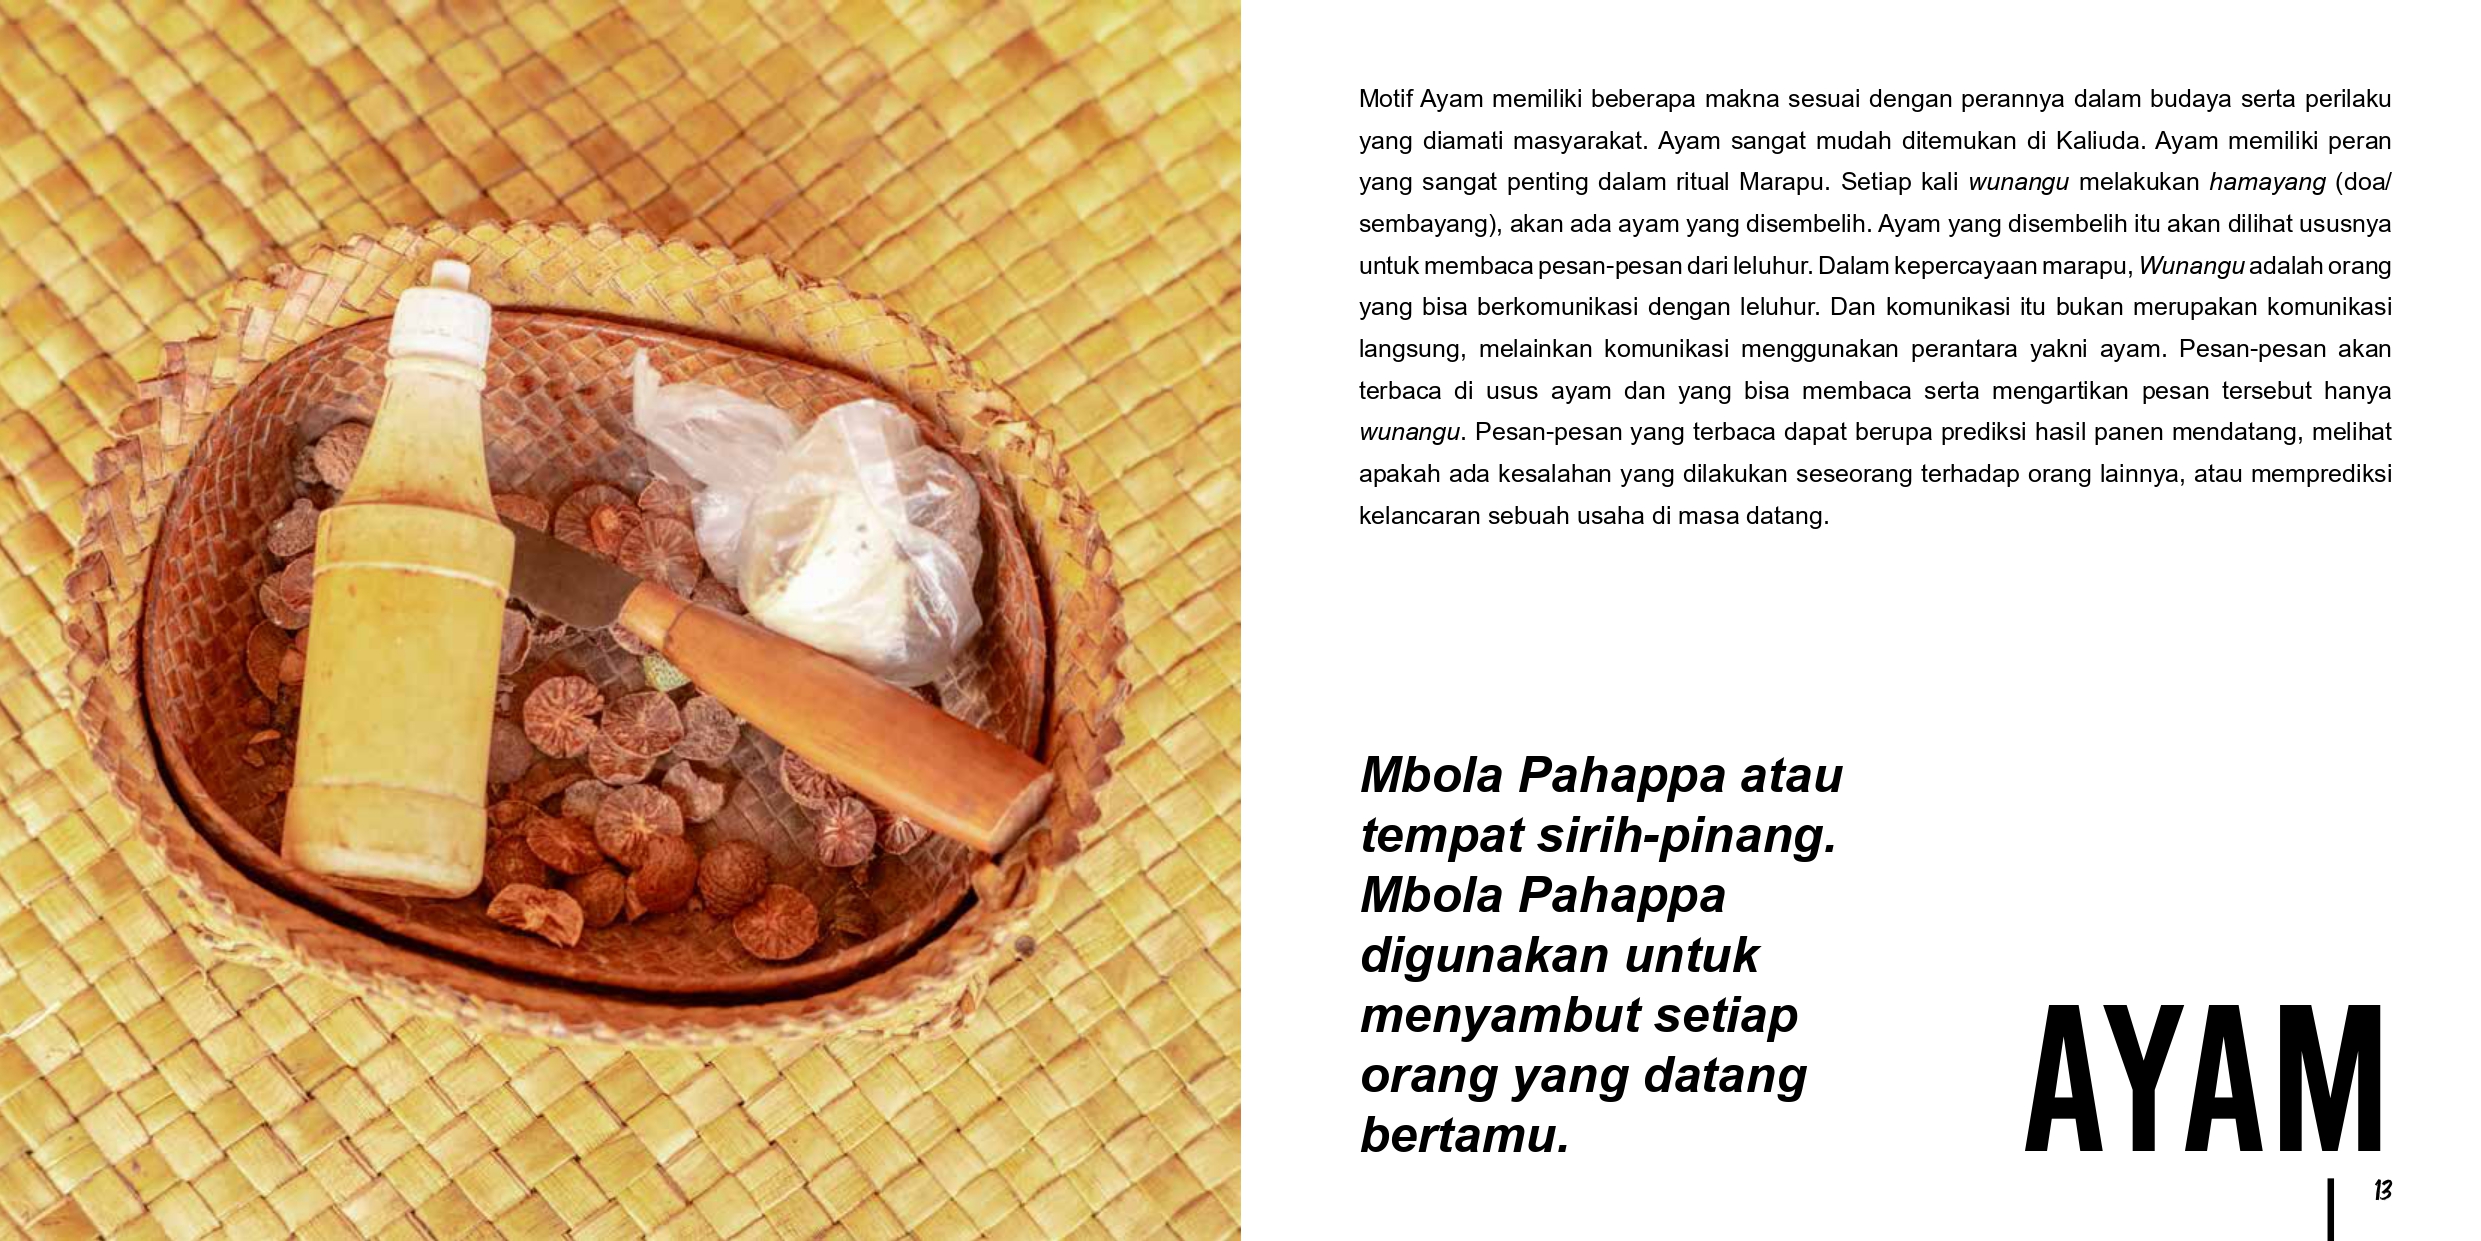 Motif Ayam memiliki beberapa makna sesuai dengan perannya dalam budaya serta perilaku
yang diamati masyarakat. Ayam sangat mudah ditemukan di Kaliuda. Ayam memiliki peran
yang sangat penting dalam ritual Marapu. Setiap kali wunangu melakukan hamayang (doa/
sembayang), akan ada ayam yang disembelih. Ayam yang disembelih itu akan dilihat ususnya
untuk membaca pesan-pesan dari leluhur. Dalam kepercayaan marapu, Wunangu adalah orang
yang bisa berkomunikasi dengan leluhur. Dan komunikasi itu bukan merupakan komunikasi
langsung, melainkan komunikasi menggunakan perantara yakni ayam. Pesan-pesan akan
terbaca di usus ayam dan yang bisa membaca serta mengartikan pesan tersebut hanya
wunangu. Pesan-pesan yang terbaca dapat berupa prediksi hasil panen mendatang, melihat
apakah ada kesalahan yang dilakukan seseorang terhadap orang lainnya, atau memprediksi
kelancaran sebuah usaha di masa datang.
Mbola Pahappa atau
tempat sirih-pinang.
Mbola Pahappa
digunakan untuk
menyambut setiap
orang yang datang
bertamu.
AYAM
13